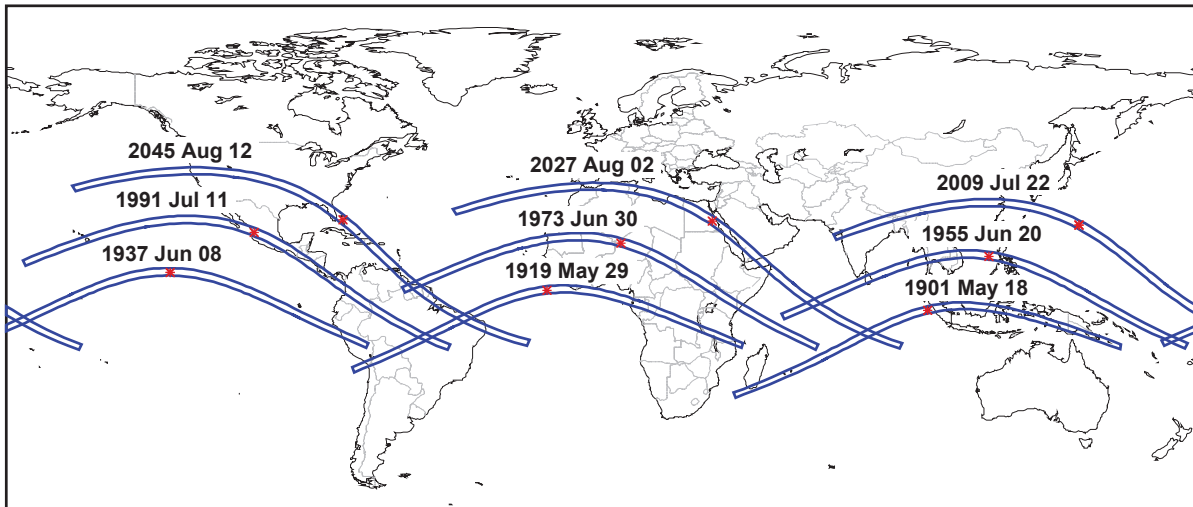 2045 Aug 12
2027 Aug 02
2009 Jul 22
1991 Jul 11
1973 Jun 30
1955 Jun 20
1937 Jun 08
1919 May 29
1901 May 18